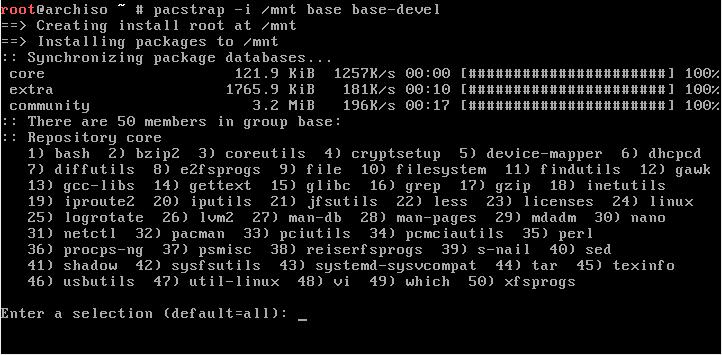 root@archiso ~ # pacstrap -i /mnt base base-devel
==> Creating install root at /mnt
==> Installing packages to /mnt
:: Synchronizing package databases...
core 121.9 KiB 1257K/s 00:00 [######################] 100%
extra 1765.9 KiB 181K/s 00:10 [######################] 100%
community 3.2 MiB 196K/s 00:17 [######################] 100%
:: There are 50 members in group base:
:: Repository core
1) bash 2) bzip2 3) coreutils 4) cryptsetup 5) device-mapper 6) dhcpcd
7) diffutils 8) e2fsprogs 9) file 10) filesystem 11) findutils 12) gawk
13) gcc-libs 14) gettext 15) glibc 16) grep 17) gzip 18) inetutils
19) iproute2 20) iputils 21) jfsutils 22) less 23) licenses 24) linux
25) logrotate 26) lvm2 27) man-db 28) man-pages 29) mdadm 30) nano
31) netctl 32) pacman 33) pciutils 34) pcmciautils 35) perl
36) procps-ng 37) psmisc 38) reiserfsprogs 39) s-nail 40) sed
41) shadow 42) sysfsutils 43) systemd-sysvcompat 44) tar 45) texinfo
46) usbutils 47) util-linux 48) vi 49) which 50) xfsprogs
Enter a selection (default=all): _